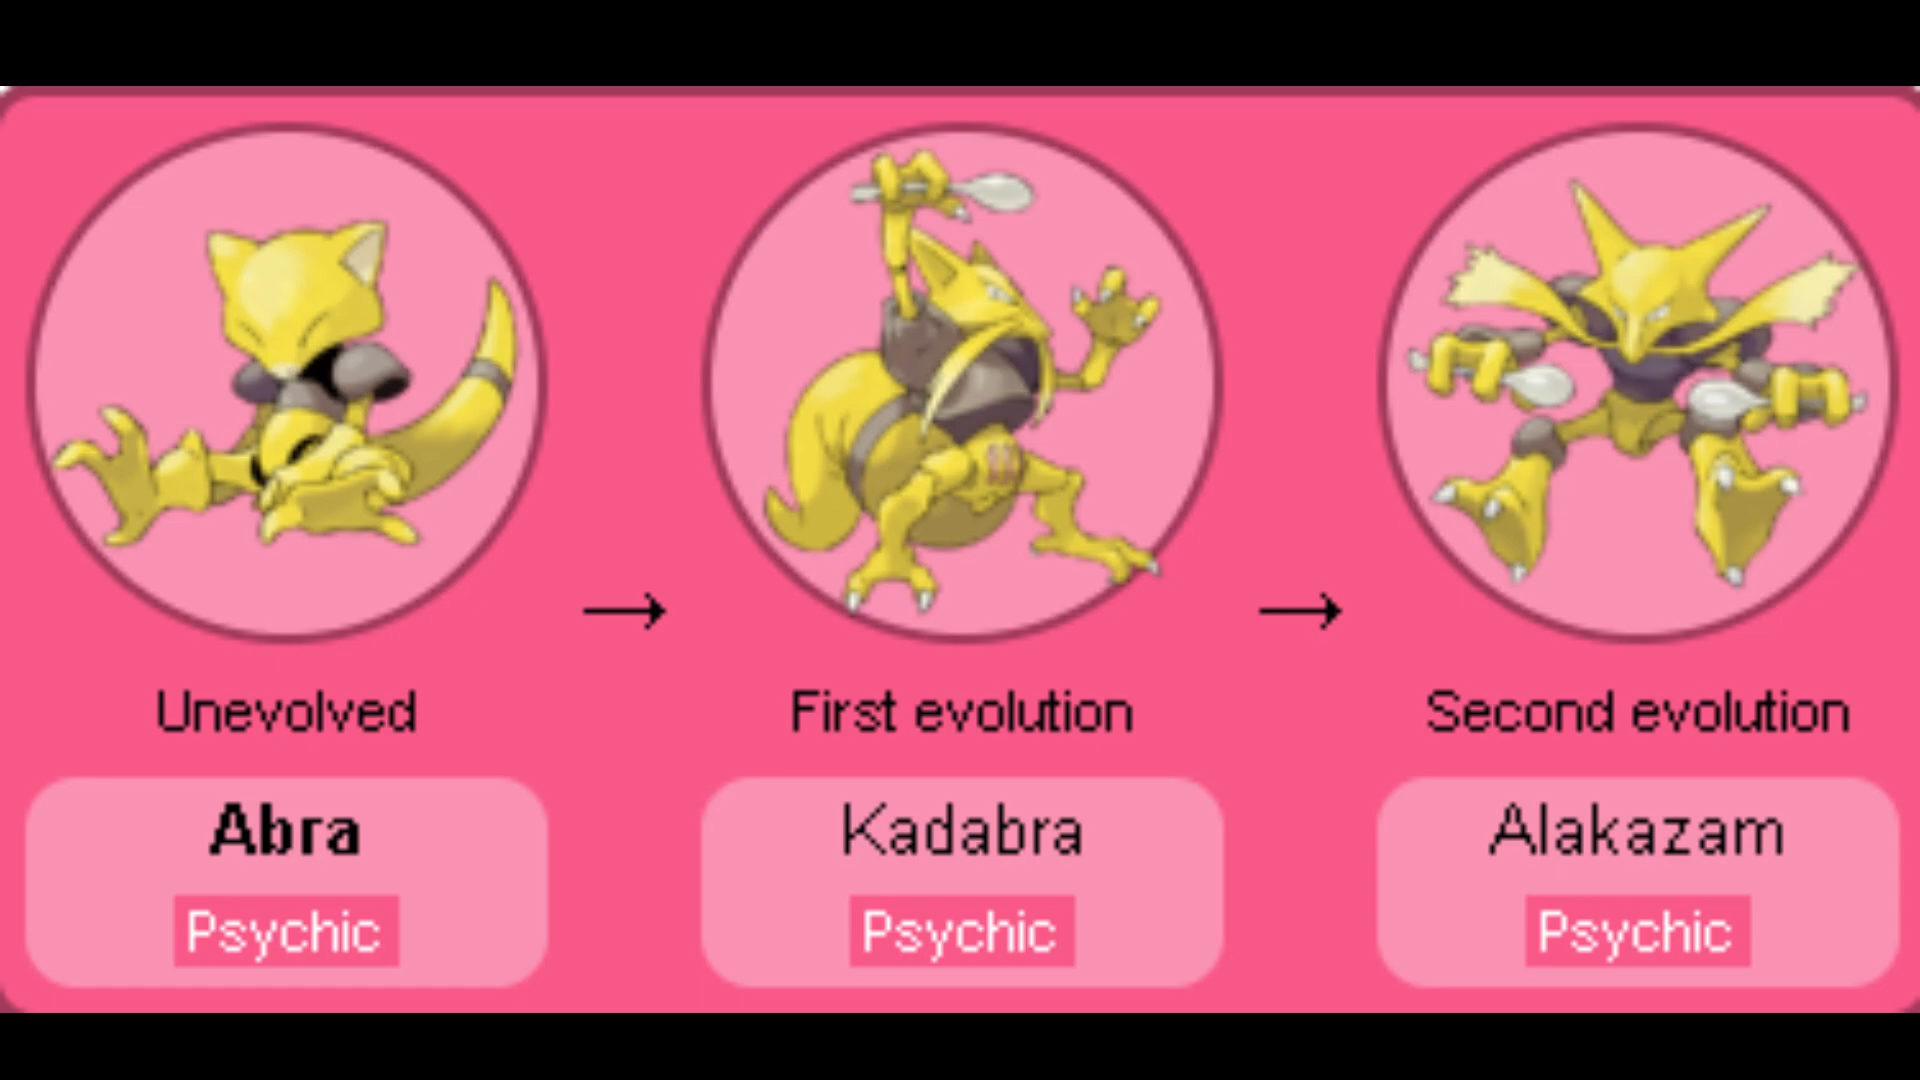 Unevolved
First evolution
Second evolution
Abra
Kadabra
Alakazam
Psychic
Psychic
Psychic